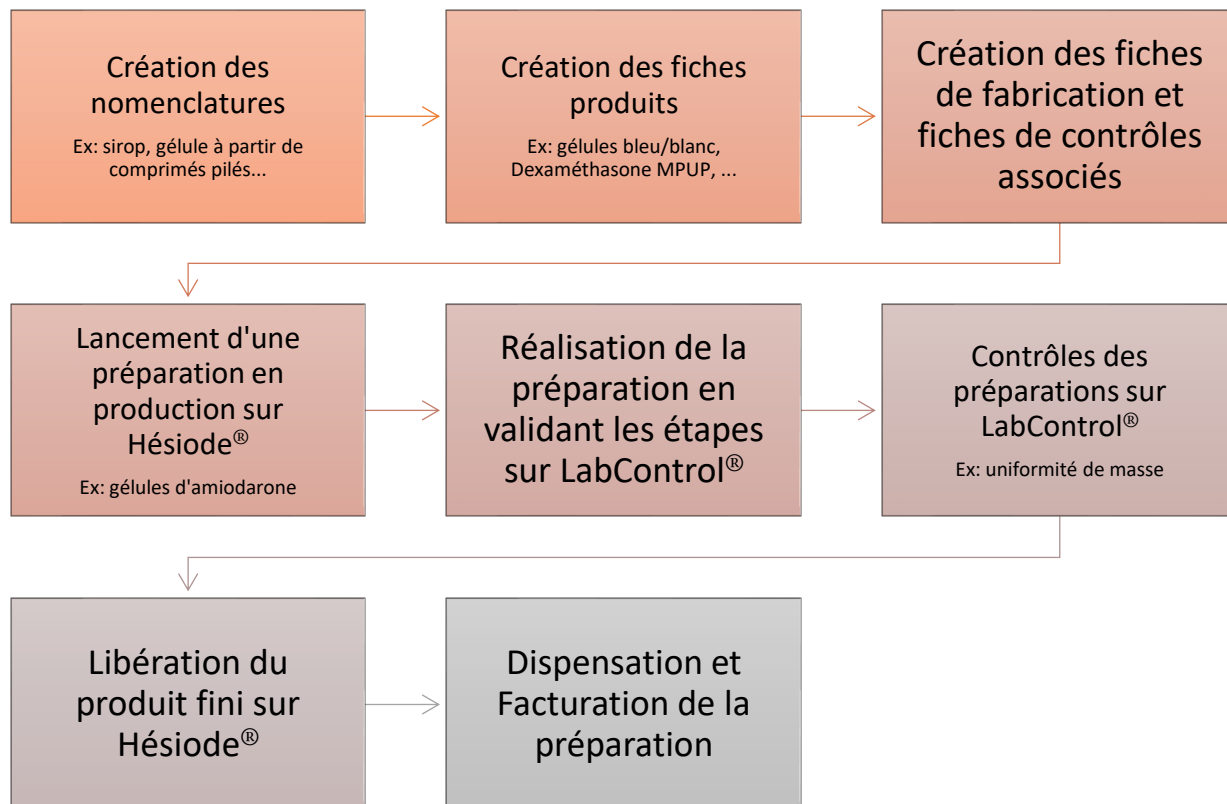 Création des
nomenclatures
Ex: sirop, gélule à partir de
comprimés pilés...
Création des fiches
produits
Ex: gélules bleu/blanc,
Dexaméthasone MPUP, ...
Création des fiches
de fabrication et
fiches de contrôles
associés
Lancement d'une
préparation en
production sur
Hésiode®
Ex: gélules d'amiodarone
Réalisation de la
préparation en
validant les étapes
sur LabControl®
Contrôles des
préparations sur
LabControl®
Ex: uniformité de masse
Libération du
produit fini sur
Hésiode®
Dispensation et
Facturation de la
préparation